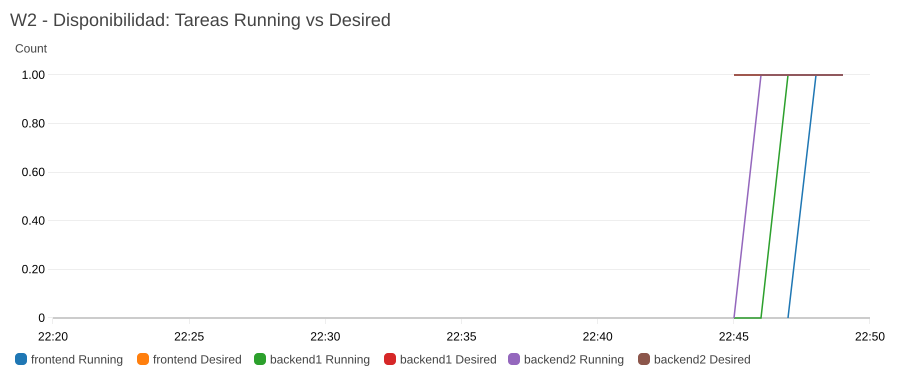 W2 - Disponibilidad: Tareas Running vs Desired
Count
1.00
0.80
0.60
0.40
0.20
0
22:20 22:25 22:30 22:35 22:40 22:45 22:50
frontend Running frontend Desired backend1 Running backend1 Desired backend2 Running backend2 Desired